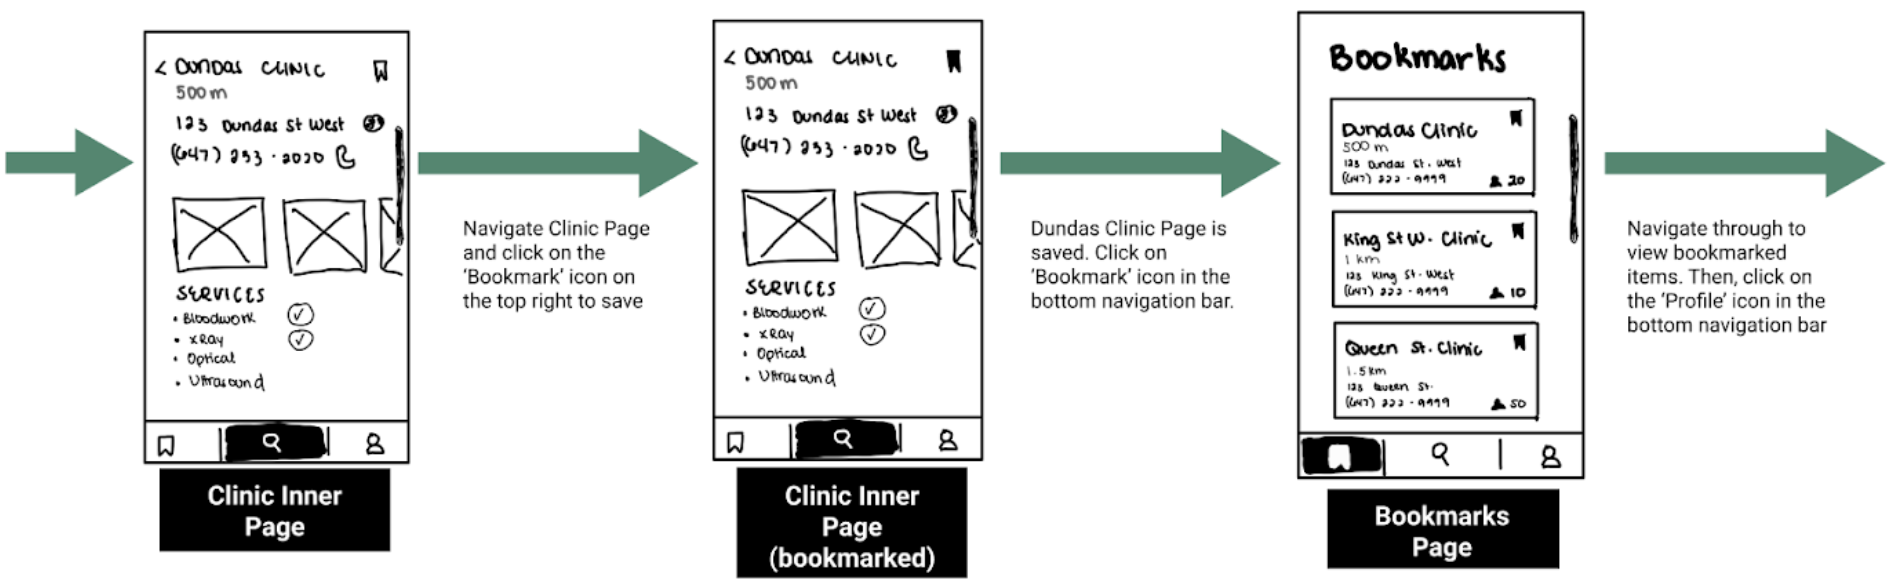 < DUNDAS CLINIC
500 m
123 Dundas St West
(647) 253 - 2020
SERVICES
• Bloodwork
• XRay
• Optical
• Ultrasound
Clinic Inner
Page
Navigate Clinic Page
and click on the
‘Bookmark’ icon on
the top right to save
< DUNDAS CLINIC
500 m
123 Dundas St West
(647) 253 - 2020
SERVICES
• Bloodwork
• XRay
• Optical
• Ultrasound
Clinic Inner
Page
(bookmarked)
Dundas Clinic Page is
saved. Click on
‘Bookmark’ icon in the
bottom navigation bar.
Bookmarks
Dundas Clinic
500 m
123 Dundas St. West
(647) 222 - 9999
20
King St W. Clinic
1 km
123 King St. West
(647) 222 - 9999
10
Queen St. Clinic
1.5 km
123 Queen St.
(647) 222 - 9999
50
Bookmarks
Page
Navigate through to
view bookmarked
items. Then, click on
the ‘Profile’ icon in the
bottom navigation bar